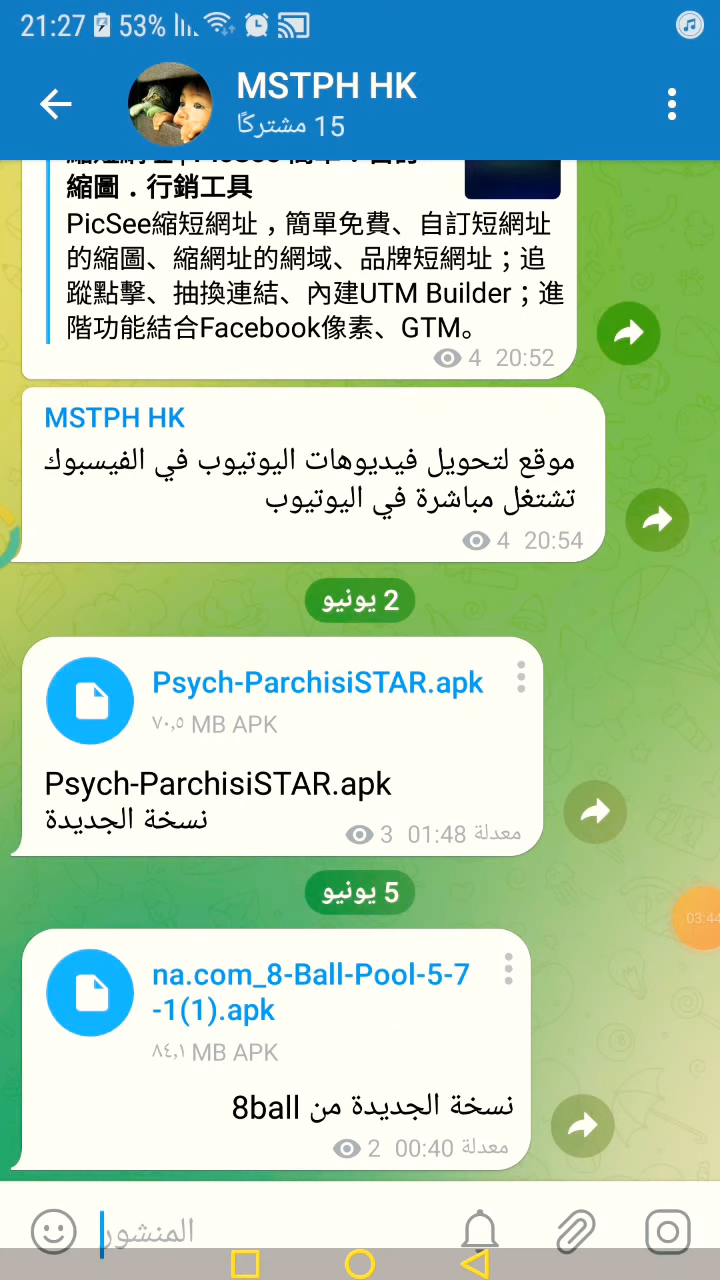 21:27 53%
MSTPH HK
15 مشتركًا
縮圖．行銷工具
PicSee縮短網址，簡單免費、自訂短網址
的縮圖、縮網址的網域、品牌短網址；追
蹤點擊、抽換連結、內建UTM Builder；進
階功能結合Facebook像素、GTM。
4 20:52
MSTPH HK
موقع لتحويل فيديوهات اليوتيوب في الفيسبوك
تشتغل مباشرة في اليوتيوب
4 20:54
2 يونيو
Psych-ParchisiSTAR.apk
٧٠,٥ MB APK
Psych-ParchisiSTAR.apk
نسخة الجديدة
3 01:48 معدلة
5 يونيو
na.com_8-Ball-Pool-5-7
-1(1).apk
٨٤,١ MB APK
نسخة الجديدة من 8ball
2 00:40 معدلة
03:44
المنشور